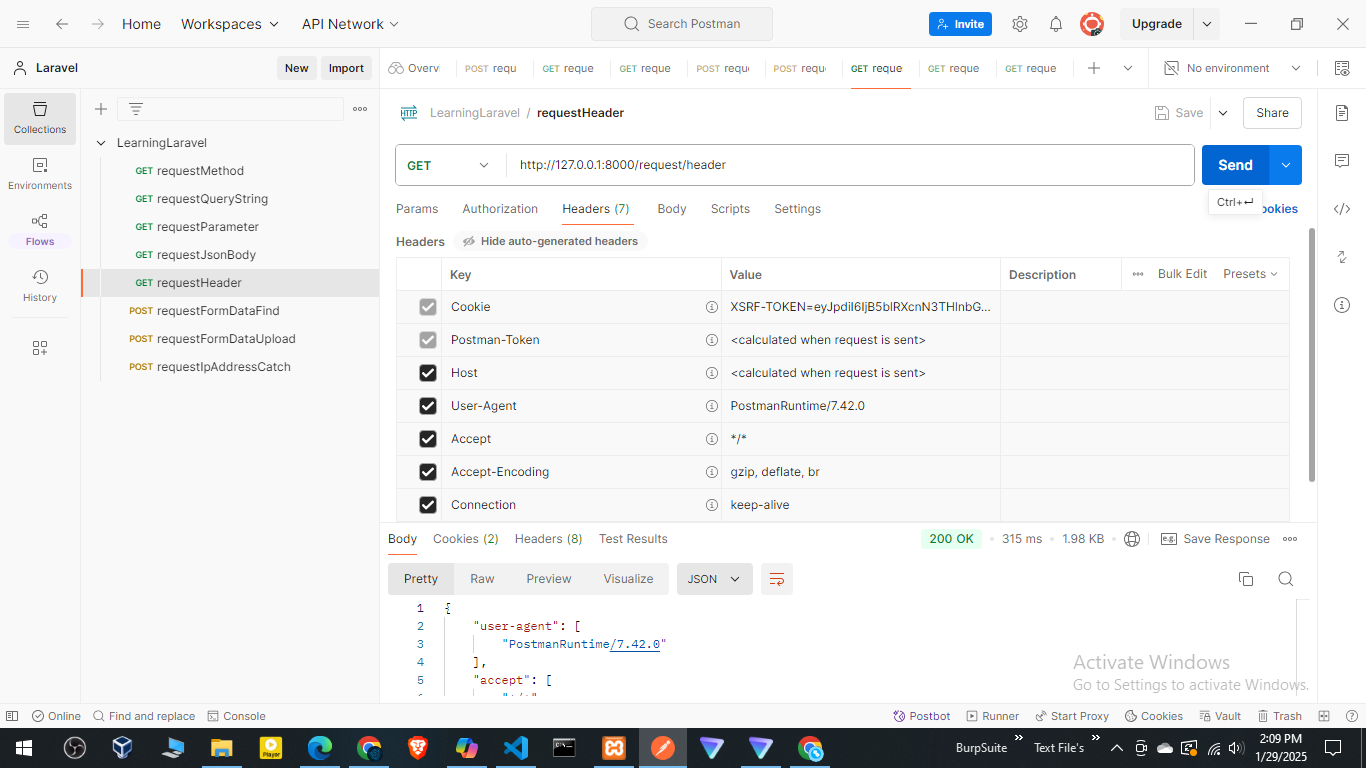 Home Workspaces API Network Search Postman Invite Upgrade
Laravel New Import Overv POST requ GET reque GET reque POST requ POST requ GET reque GET reque GET reque No environment
Collections
Environments
Flows
History
LearningLaravel
GET requestMethod
GET requestQueryString
GET requestParameter
GET requestJsonBody
GET requestHeader
POST requestFormDataFind
POST requestFormDataUpload
POST requestIpAddressCatch
HTTP LearningLaravel / requestHeader Save Share
GET http://127.0.0.1:8000/request/header Send
Ctrl+↵
Params Authorization Headers (7) Body Scripts Settings ookies
Headers Hide auto-generated headers
Key Value Description Bulk Edit Presets
Cookie XSRF-TOKEN=eyJpdiI6IjB5blRXcnN3THlnbG...
Postman-Token <calculated when request is sent>
Host <calculated when request is sent>
User-Agent PostmanRuntime/7.42.0
Accept */*
Accept-Encoding gzip, deflate, br
Connection keep-alive
Body Cookies (2) Headers (8) Test Results 200 OK 315 ms 1.98 KB e.g. Save Response
Pretty Raw Preview Visualize JSON
1 {
2 "user-agent": [
3 "PostmanRuntime/7.42.0"
4 ],
5 "accept": [
6 "*/*"
Activate Windows
Go to Settings to activate Windows.
Online Find and replace Console Postbot Runner Start Proxy Cookies Vault Trash
Player BurpSuite Text File's 2:09 PM
1/29/2025